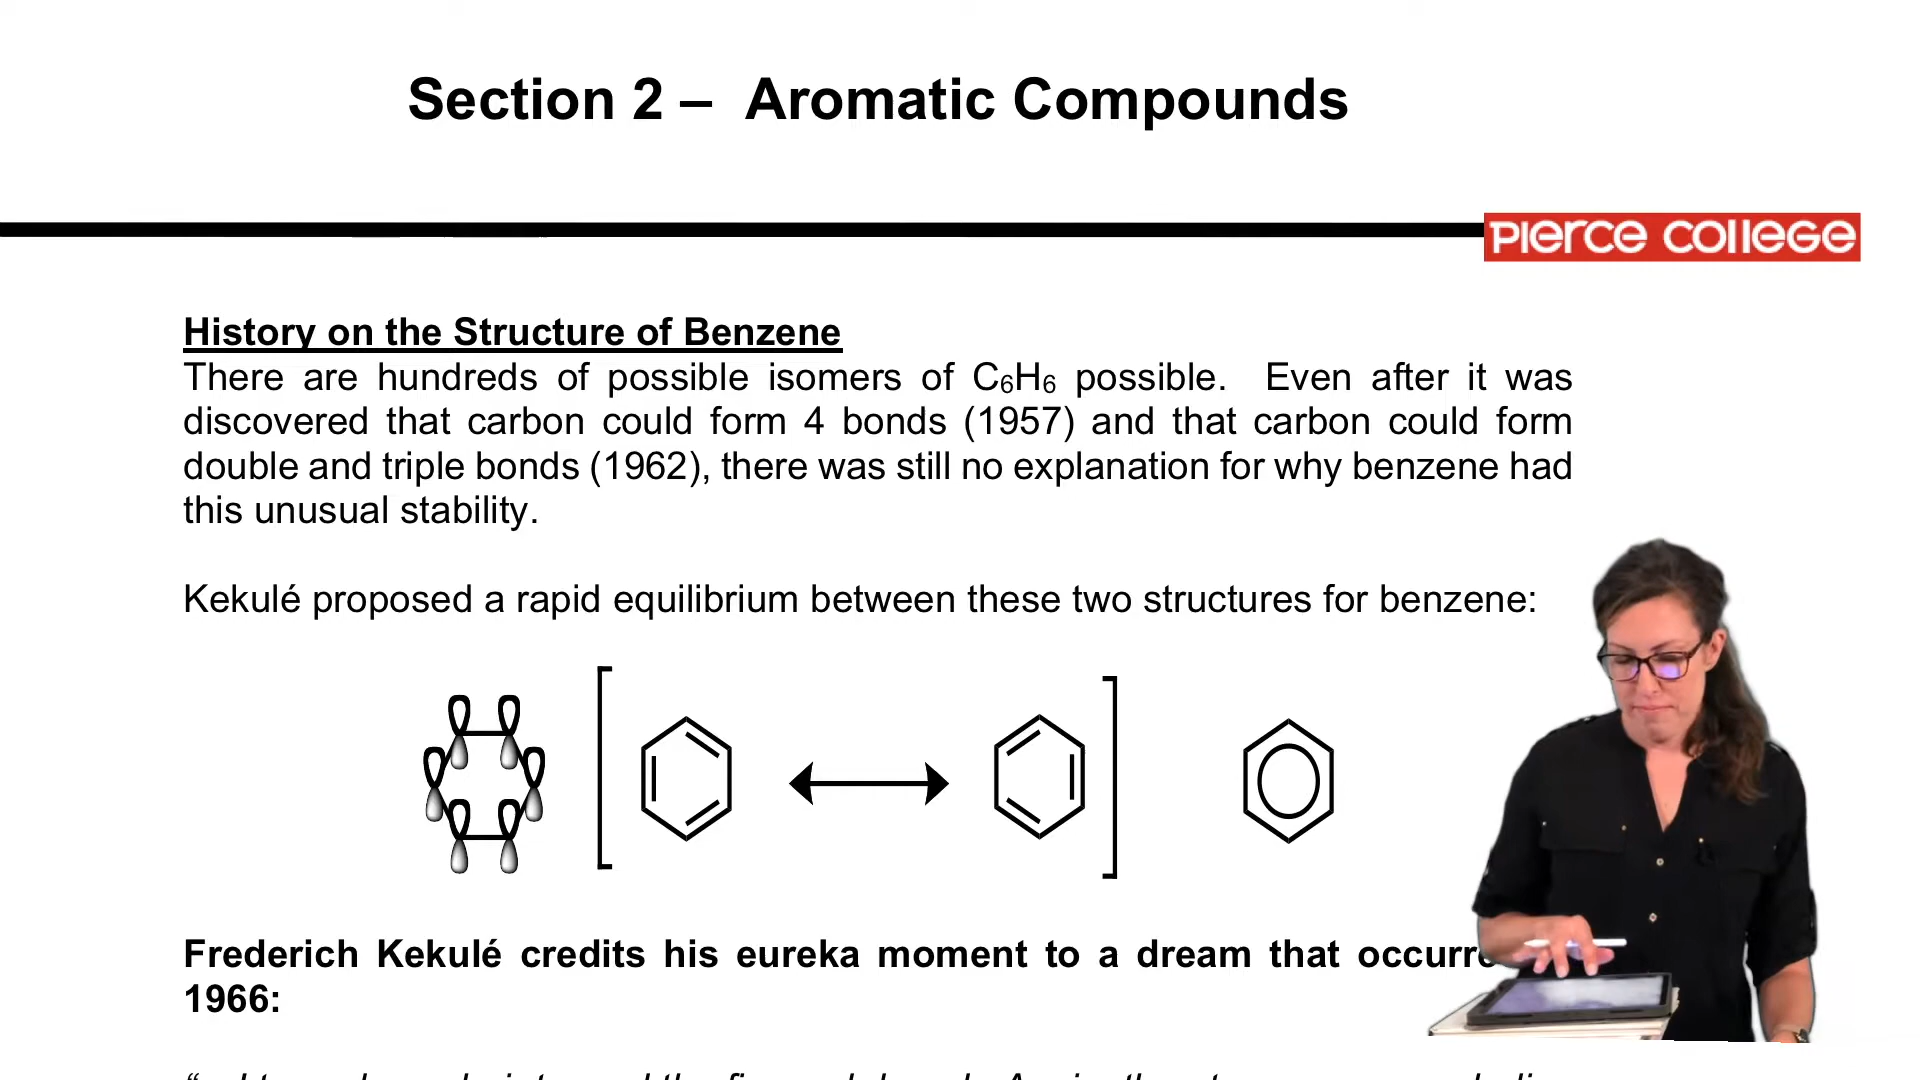 Section 2 – Aromatic Compounds
PIERCE COLLEGE
History on the Structure of Benzene
There are hundreds of possible isomers of C₆H₆ possible. Even after it was
discovered that carbon could form 4 bonds (1957) and that carbon could form
double and triple bonds (1962), there was still no explanation for why benzene had
this unusual stability.
Kekulé proposed a rapid equilibrium between these two structures for benzene:
Frederich Kekulé credits his eureka moment to a dream that
1966: